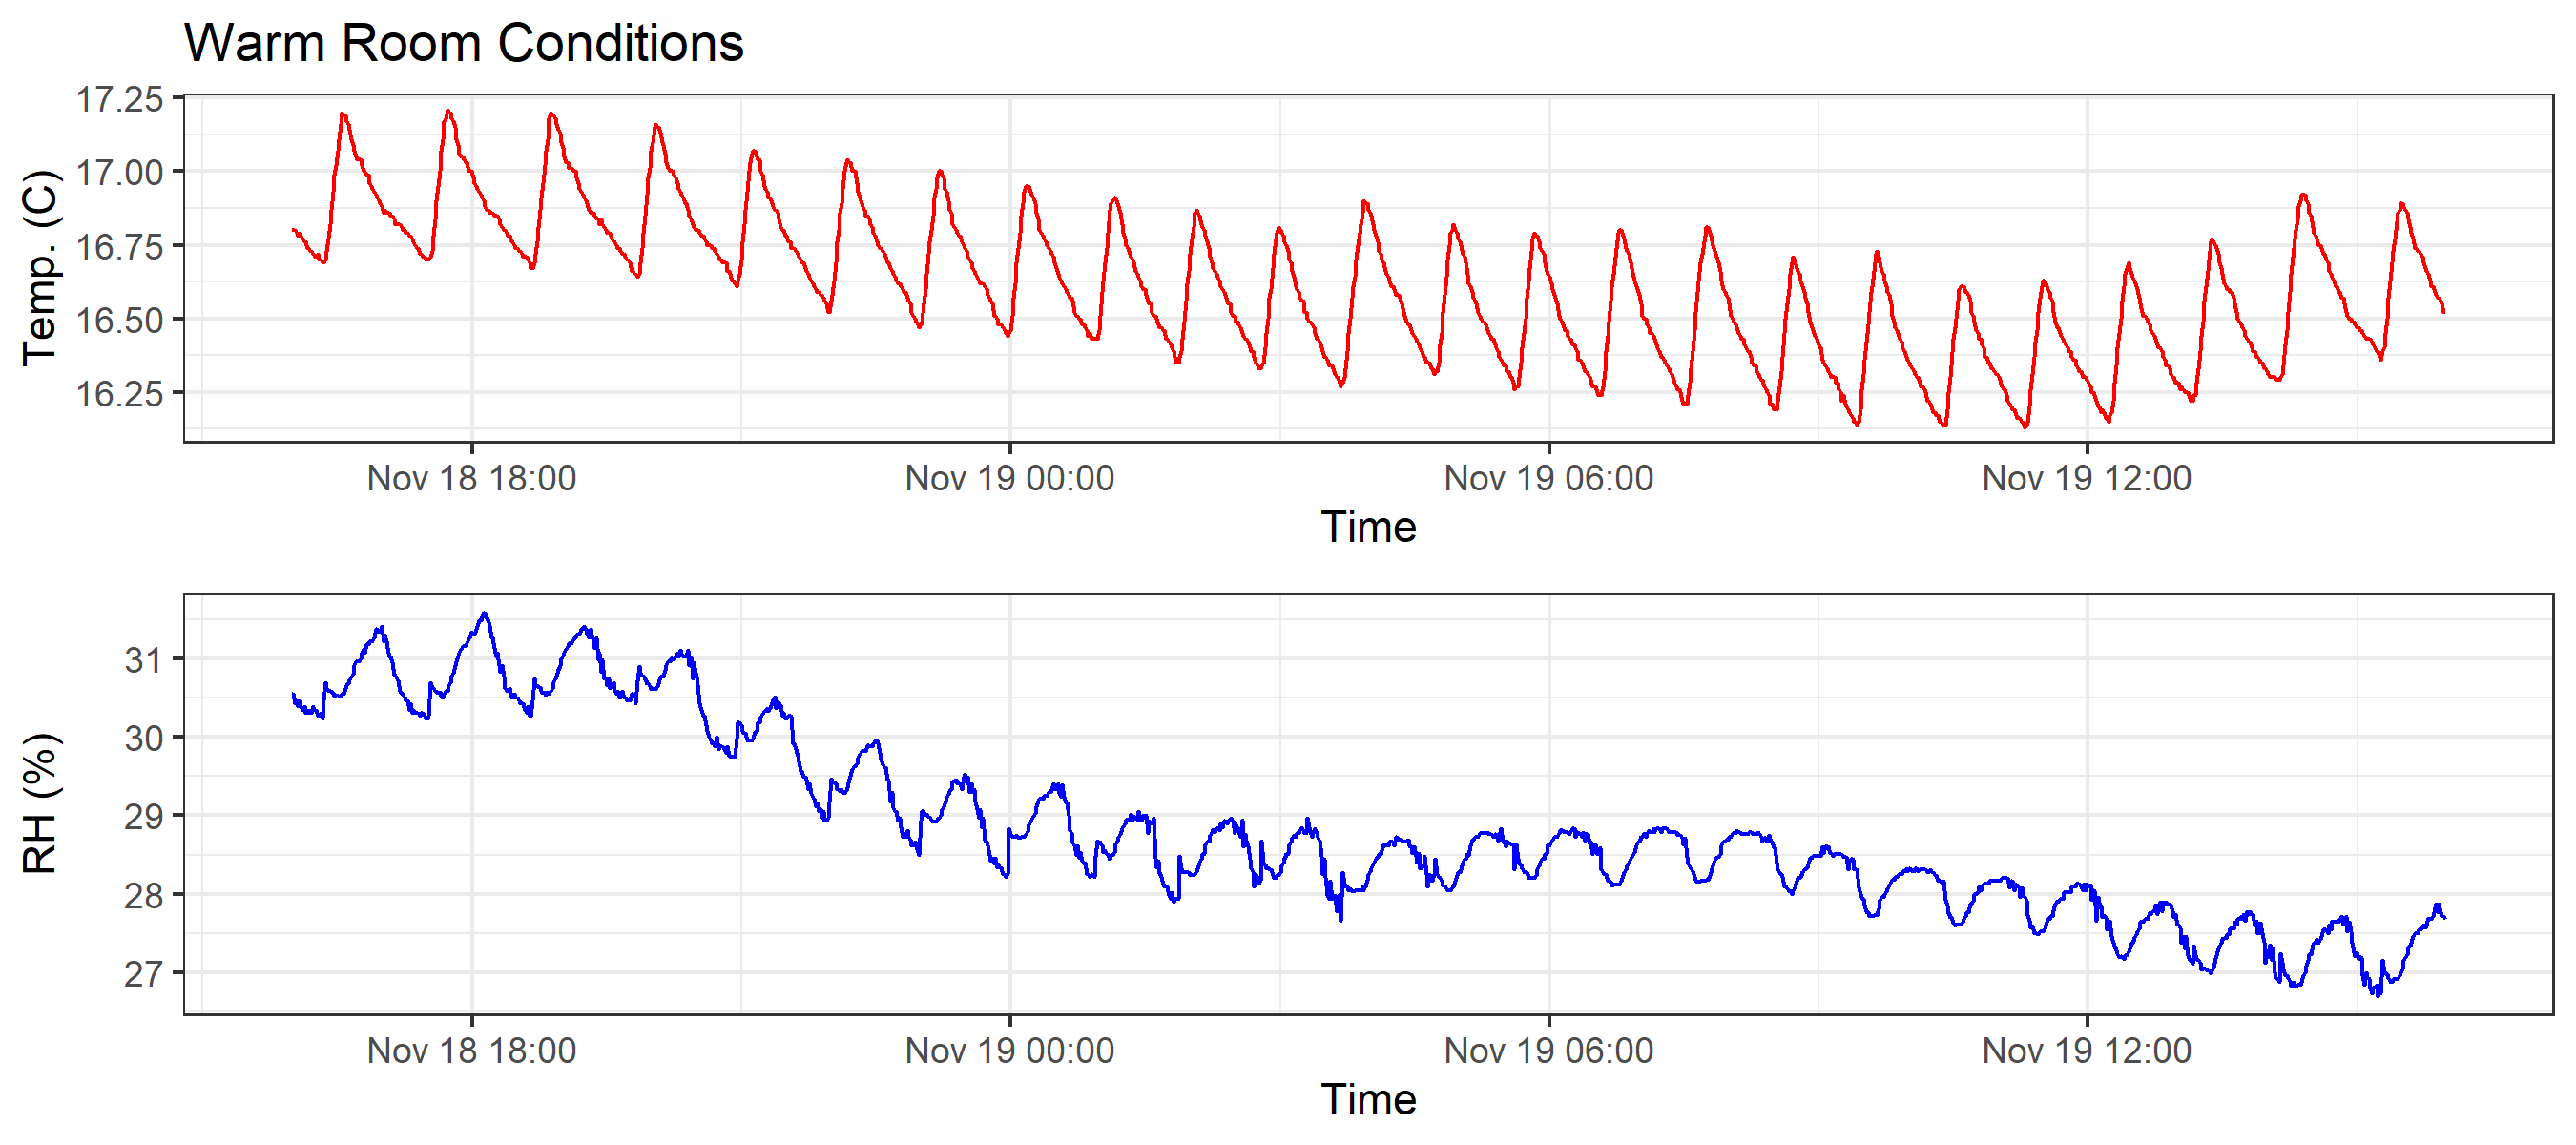 Warm Room Conditions
17.25
17.00
16.75
16.50
16.25
Temp. (C)
Nov 18 18:00 Nov 19 00:00 Nov 19 06:00 Nov 19 12:00
Time
31
30
29
28
27
RH (%)
Nov 18 18:00 Nov 19 00:00 Nov 19 06:00 Nov 19 12:00
Time